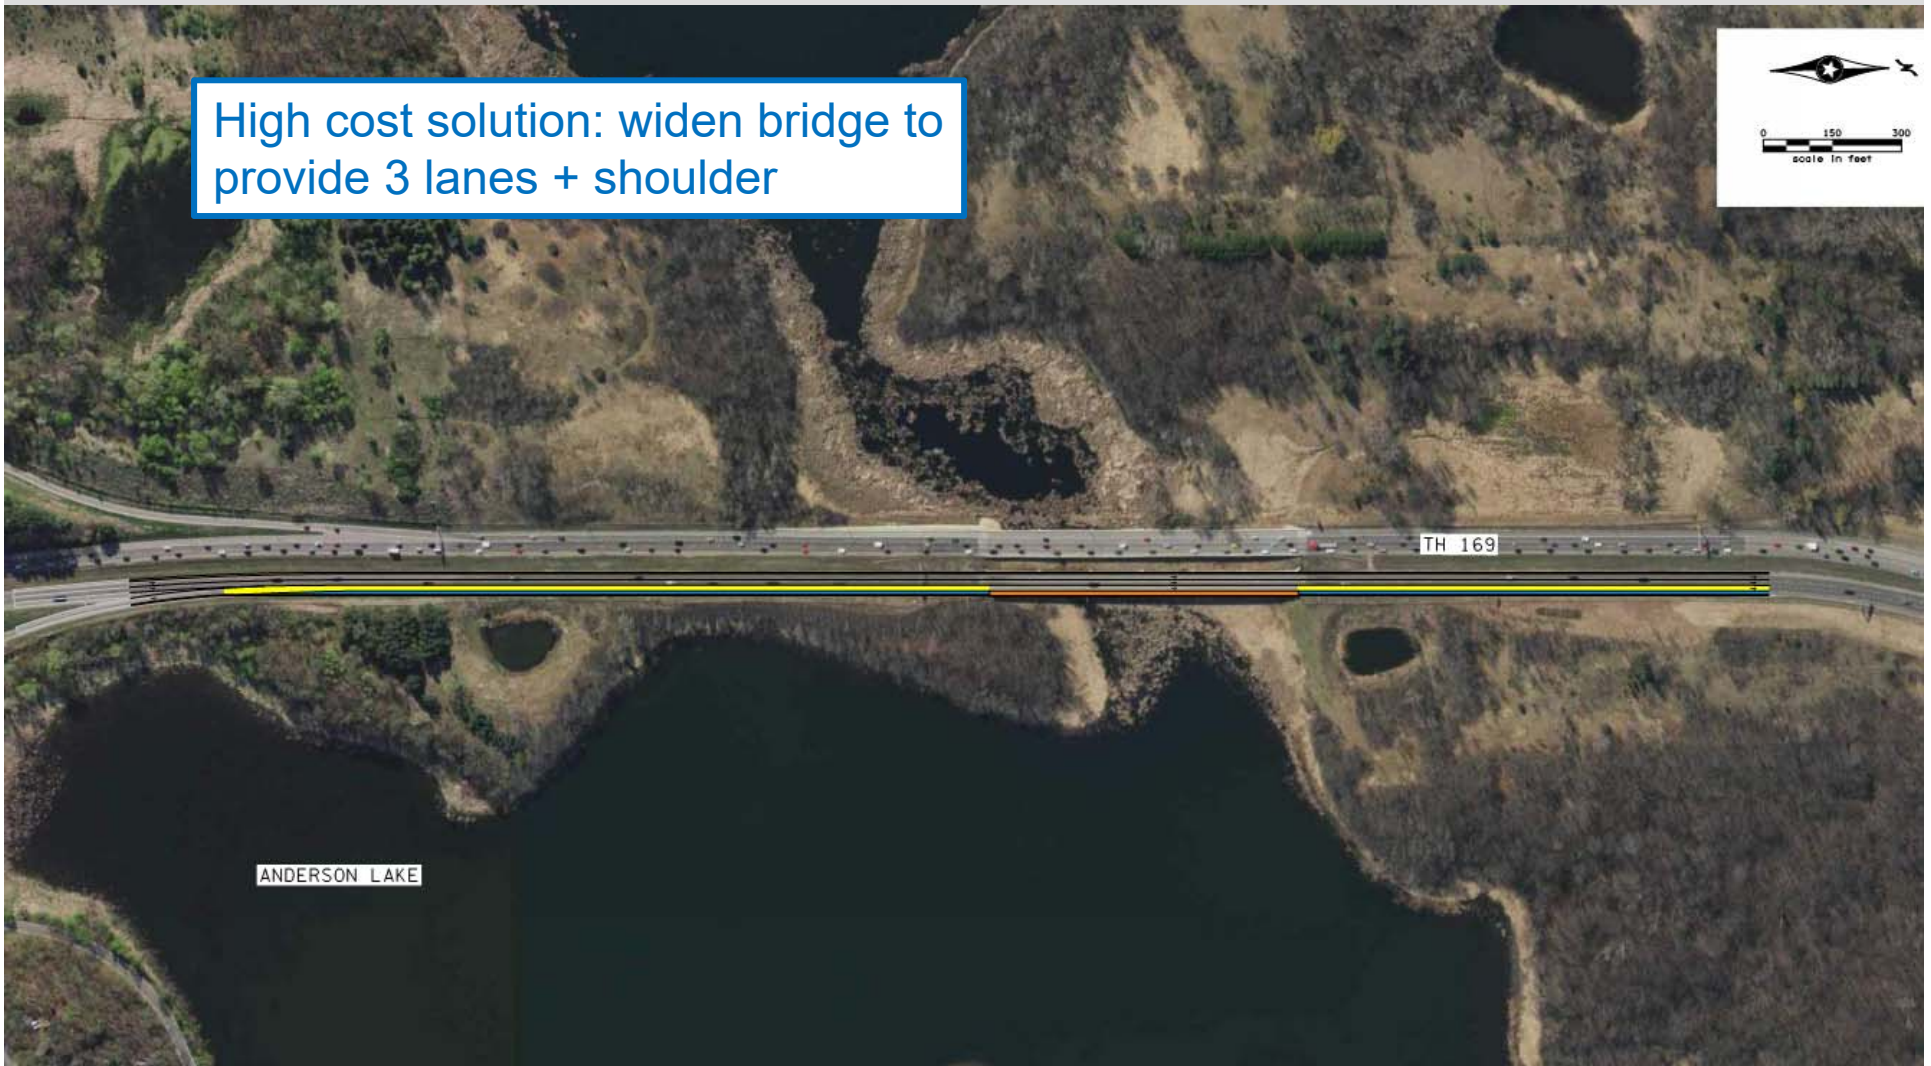 High cost solution: widen bridge to
provide 3 lanes + shoulder
0 150 300
scale in feet
TH 169
ANDERSON LAKE